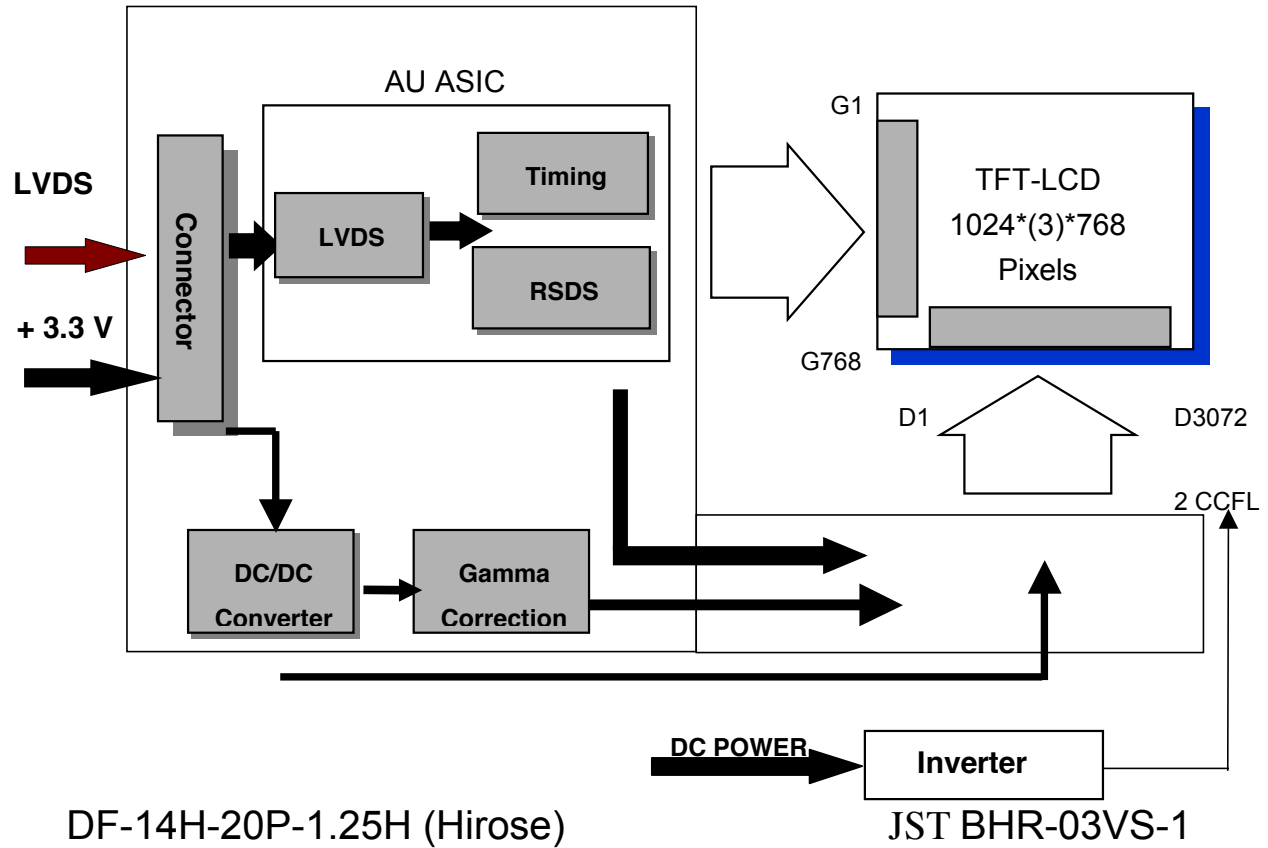 AU ASIC
G1
LVDS
Connector
LVDS
Timing
RSDS
TFT-LCD
1024*(3)*768
Pixels
+ 3.3 V
G768
D1
D3072
2 CCFL
DC/DC
Converter
Gamma
Correction
DC POWER
Inverter
DF-14H-20P-1.25H (Hirose)
JST BHR-03VS-1